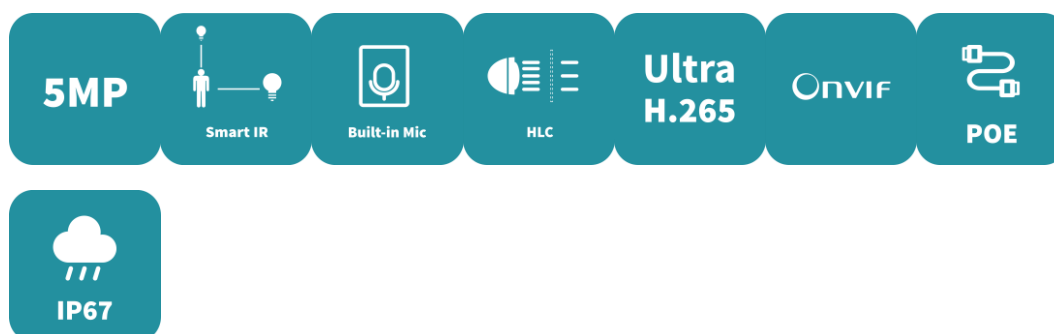 5MP
Smart IR
Built-in Mic
HLC
Ultra
H.265
ONVIF
POE
IP67